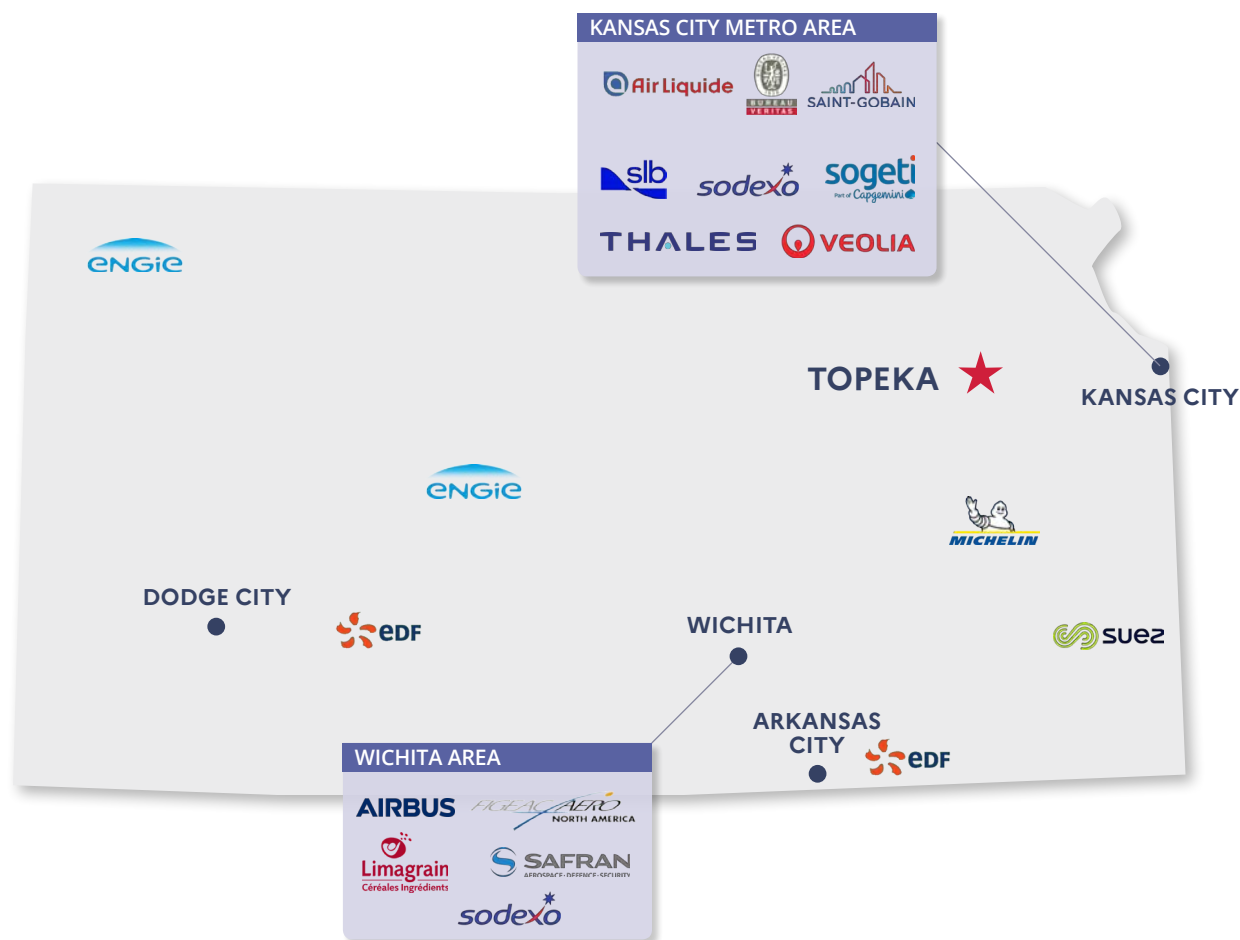 KANSAS CITY METRO AREA
Air Liquide
BUREAU
VERITAS
SAINT-GOBAIN
slb
sodexo
sogeti
Part of Capgemini
THALES
VEOLIA
ENGIE
TOPEKA
KANSAS CITY
ENGIE
MICHELIN
DODGE CITY
eDF
WICHITA
suez
ARKANSAS
CITY
eDF
WICHITA AREA
AIRBUS
FIGEAC AERO
NORTH AMERICA
Limagrain
Céréales Ingrédients
SAFRAN
AEROSPACE · DEFENCE · SECURITY
sodexo